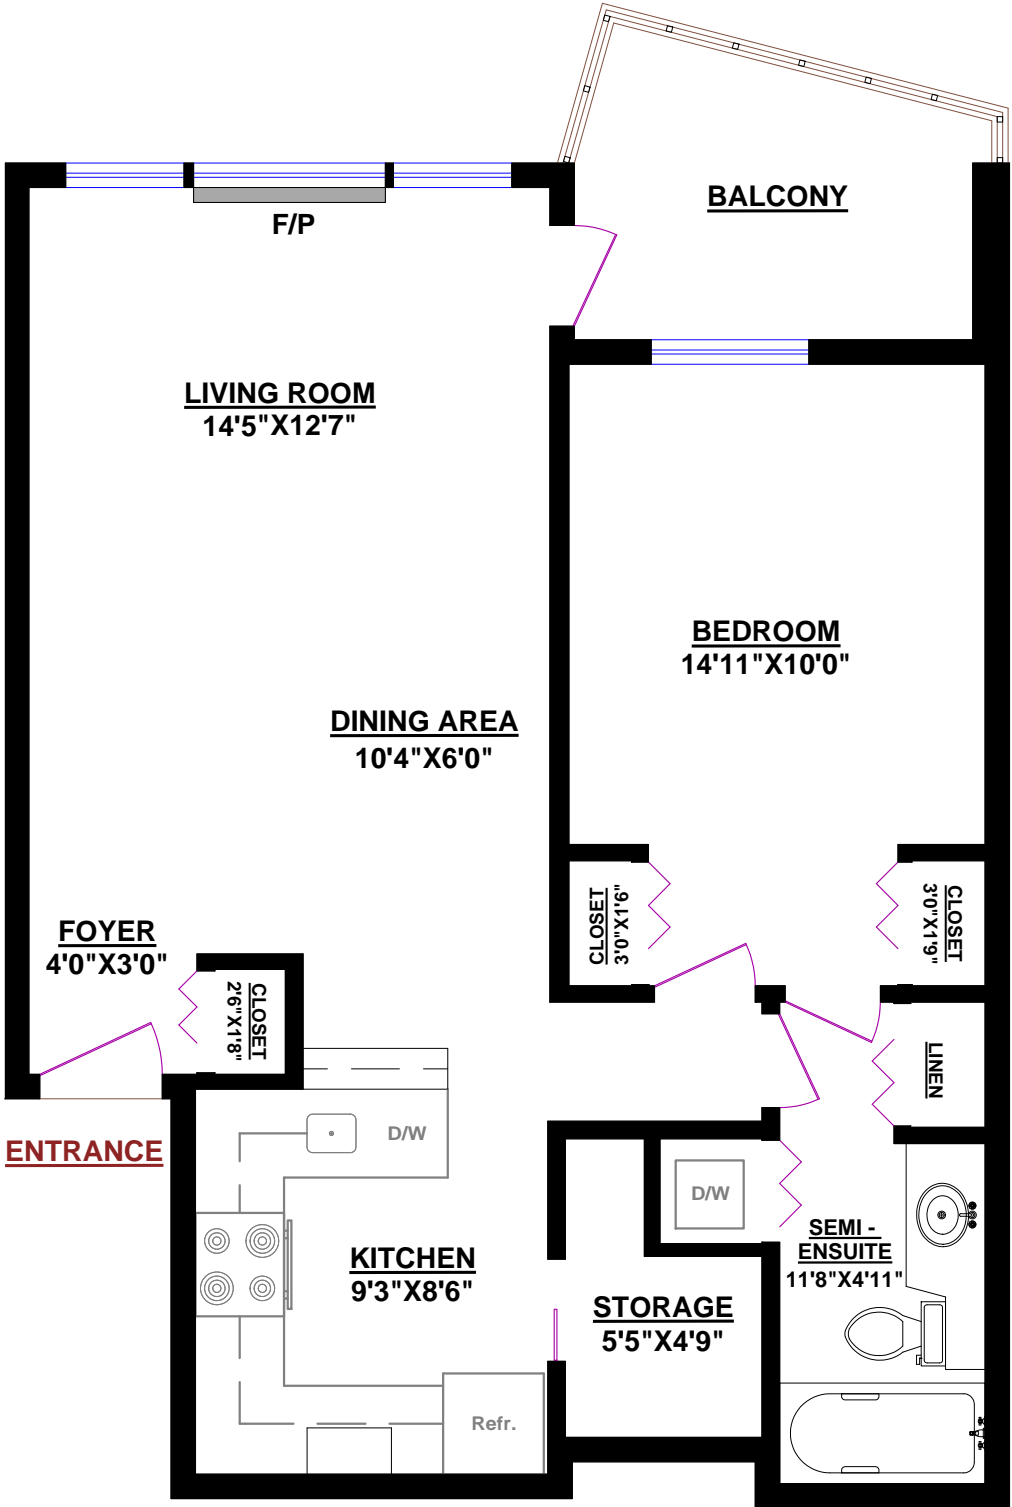 BALCONY
F/P
LIVING ROOM
14'5"X12'7"
BEDROOM
14'11"X10'0"
DINING AREA
10'4"X6'0"
CLOSET
3'0"X1'6"
CLOSET
3'0"X1'9"
FOYER
4'0"X3'0"
CLOSET
2'6"X1'8"
LINEN
ENTRANCE
D/W
D/W
SEMI -
ENSUITE
11'8"X4'11"
KITCHEN
9'3"X8'6"
STORAGE
5'5"X4'9"
Refr.